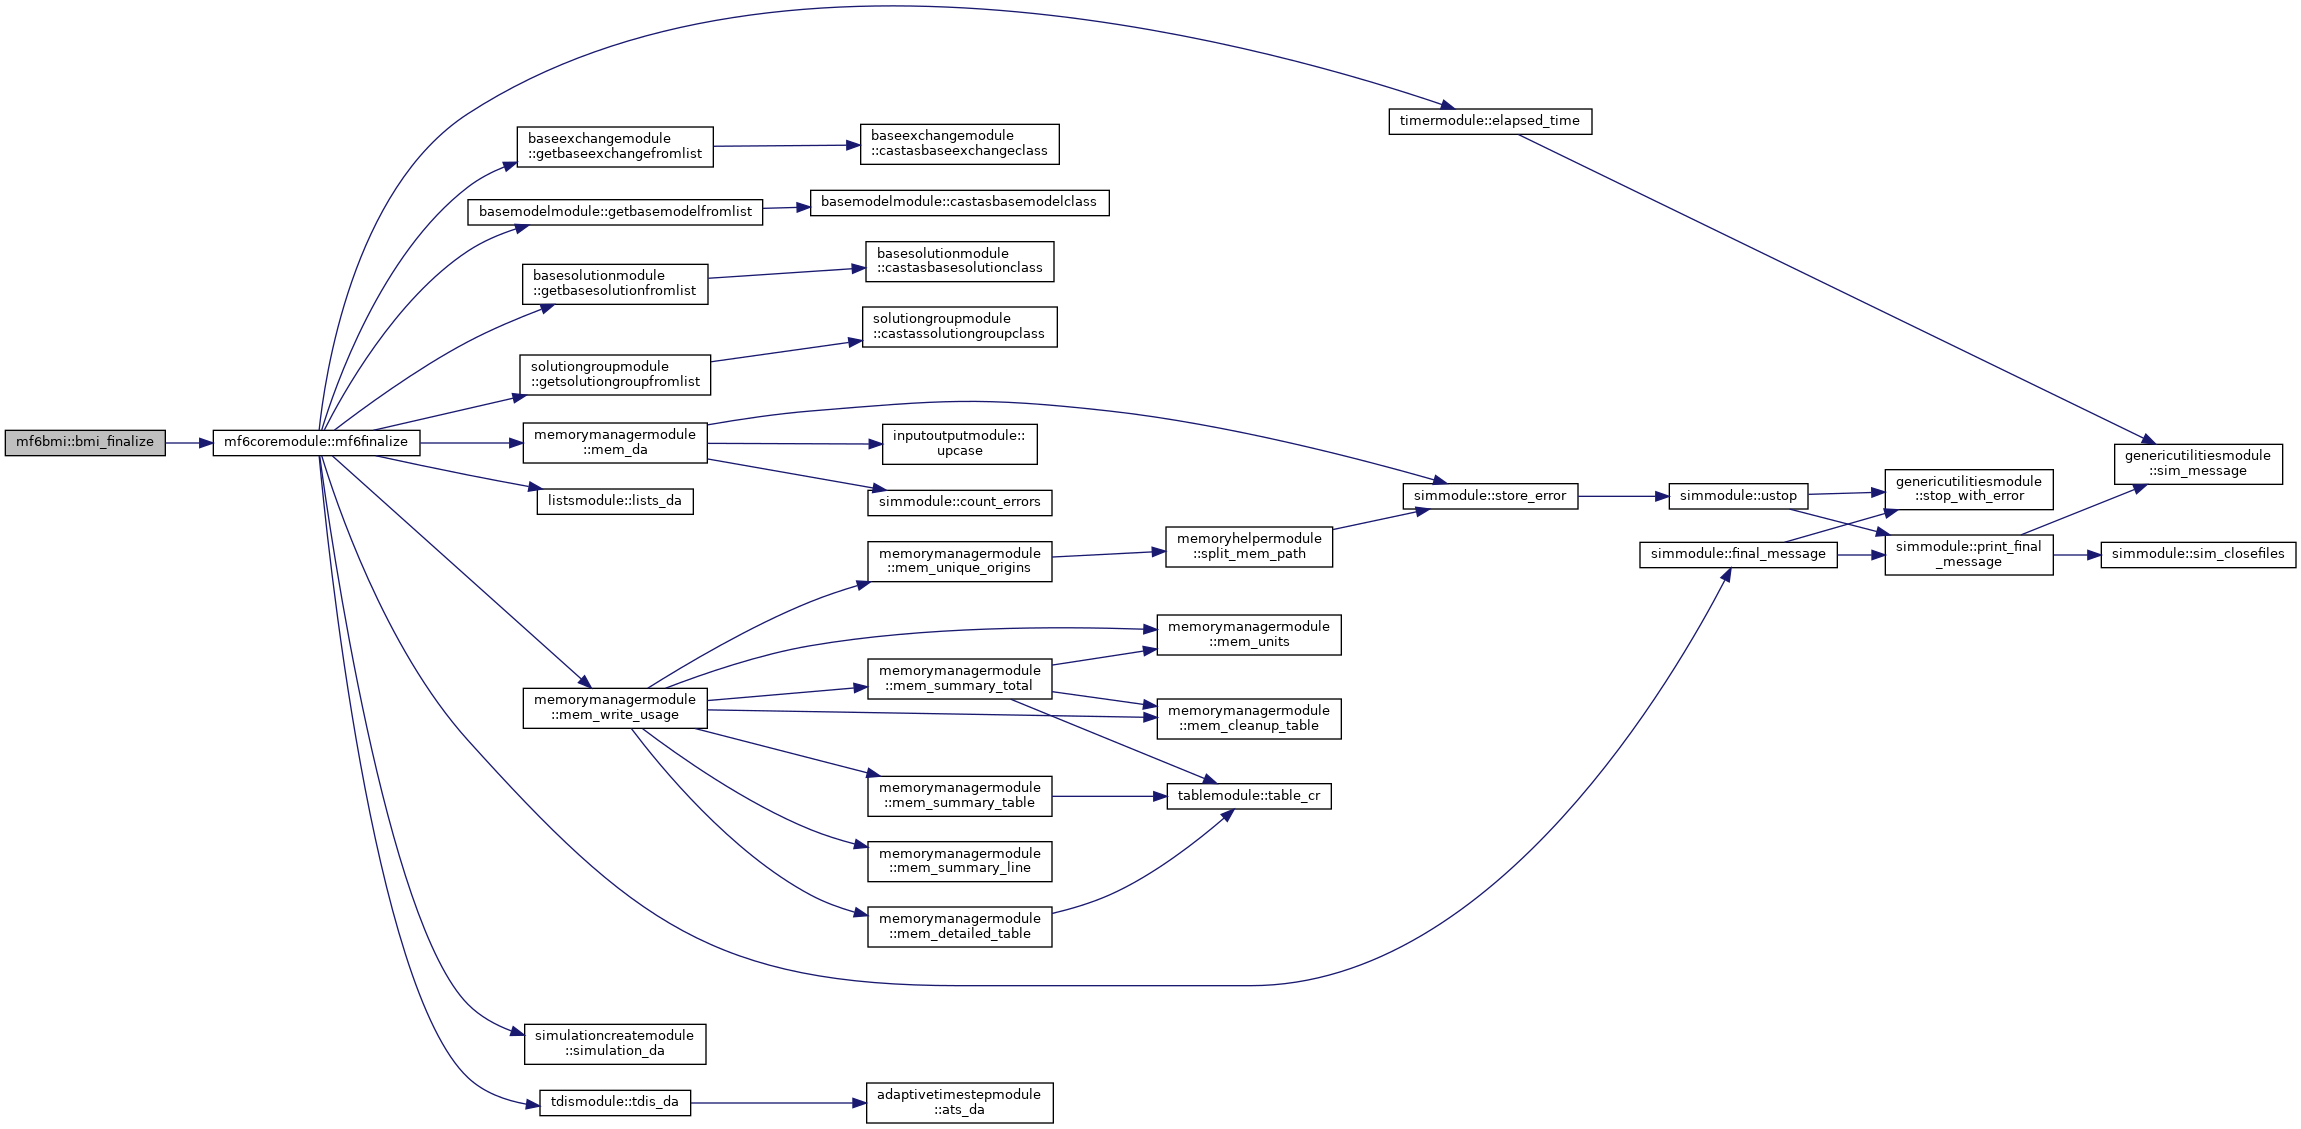 mf6bmi::bmi_finalize
mf6coremodule::mf6finalize
timermodule::elapsed_time
baseexchangemodule
::getbaseexchangefromlist
baseexchangemodule
::castasbaseexchangeclass
basemodelmodule::getbasemodelfromlist
basemodelmodule::castasbasemodelclass
basesolutionmodule
::getbasesolutionfromlist
basesolutionmodule
::castasbasesolutionclass
solutiongroupmodule
::getsolutiongroupfromlist
solutiongroupmodule
::castassolutiongroupclass
memorymanagermodule
::mem_da
inputoutputmodule::
upcase
simmodule::count_errors
listsmodule::lists_da
simmodule::store_error
simmodule::ustop
genericutilitiesmodule
::stop_with_error
genericutilitiesmodule
::sim_message
simmodule::final_message
simmodule::print_final
_message
simmodule::sim_closefiles
memorymanagermodule
::mem_unique_origins
memoryhelpermodule
::split_mem_path
memorymanagermodule
::mem_write_usage
memorymanagermodule
::mem_units
memorymanagermodule
::mem_summary_total
memorymanagermodule
::mem_cleanup_table
memorymanagermodule
::mem_summary_table
tablemodule::table_cr
memorymanagermodule
::mem_summary_line
memorymanagermodule
::mem_detailed_table
simulationcreatemodule
::simulation_da
tdismodule::tdis_da
adaptivetimestepmodule
::ats_da